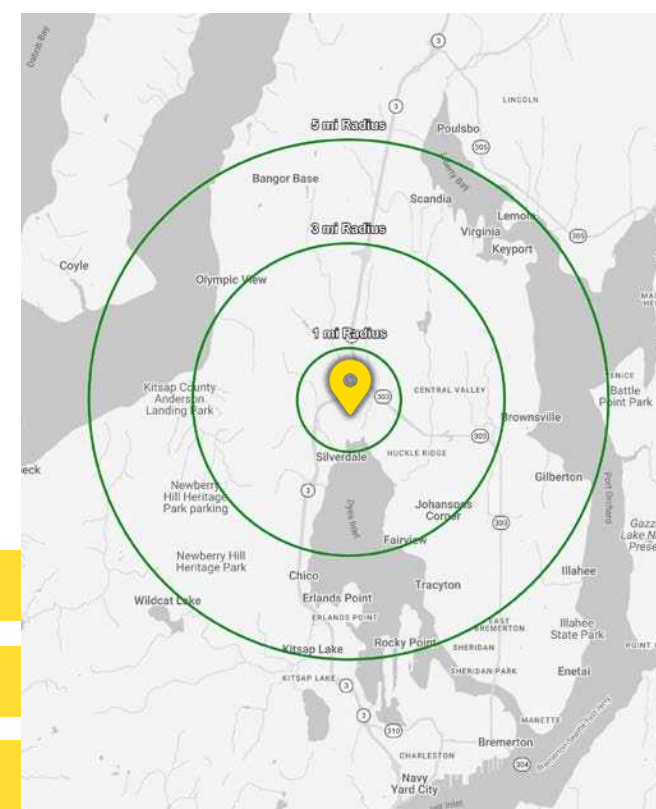 Dabob Bay
3
LINCOLN
3
5 mi Radius
Poulsbo
305
Liberty Bay
Bangor Base
Scandia
Lemolo
3 mi Radius
Virginia
305
Keyport
Coyle
Olympic View
1 mi Radius
Kitsap County
Anderson
Landing Park
CENTRAL VALLEY
303
Battle
Point Park
Brownsville
303
Silverdale
HUCKLE RIDGE
Gilberton
Port Orchard
Newberry
Hill Heritage
Park parking
3
Dyes Inlet
Johansons
Corner
303
Fairview
Newberry Hill
Heritage Park
Chico
Tracyton
Illahee
Wildcat Lake
Erlands Point
ERLANDS POINT
EAST
BREMERTON
Illahee
State Park
Kitsap Lake
Rocky Point
SHERIDAN
KITSAP LAKE
SHERIDAN PARK
Enetai
3
3
310
MANETTE
Bremerton
CHARLESTON
304
Bremerton-Seattle Fast Ferry
Navy
Yard City